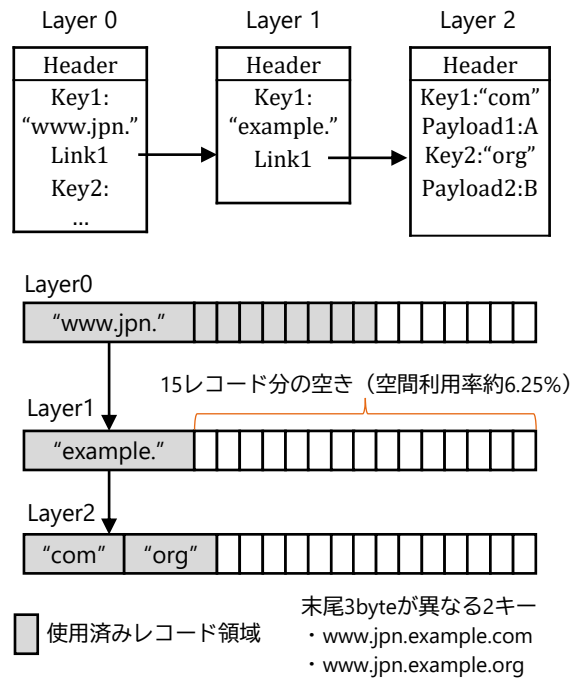 Layer 0
Layer 1
Layer 2
Header
Key1:
“www.jpn.”
Link1
Key2:
...
Header
Key1:
“example.”
Link1
Header
Key1:“com”
Payload1:A
Key2:“org”
Payload2:B
Layer0
“www.jpn.”
15レコード分の空き（空間利用率約6.25%）
Layer1
“example.”
Layer2
“com”
“org”
使用済みレコード領域
末尾3byteが異なる2キー
・www.jpn.example.com
・www.jpn.example.org